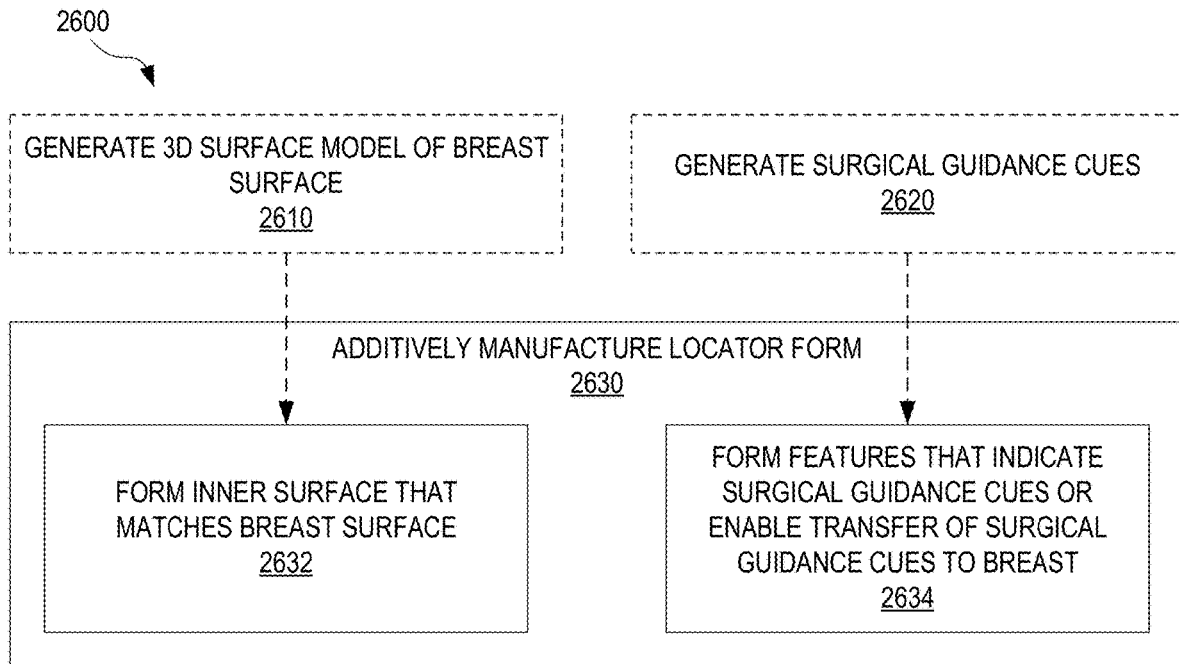 2600
GENERATE 3D SURFACE MODEL OF BREAST
SURFACE
2610
GENERATE SURGICAL GUIDANCE CUES
2620
ADDITIVELY MANUFACTURE LOCATOR FORM
2630
FORM INNER SURFACE THAT
MATCHES BREAST SURFACE
2632
FORM FEATURES THAT INDICATE
SURGICAL GUIDANCE CUES OR
ENABLE TRANSFER OF SURGICAL
GUIDANCE CUES TO BREAST
2634